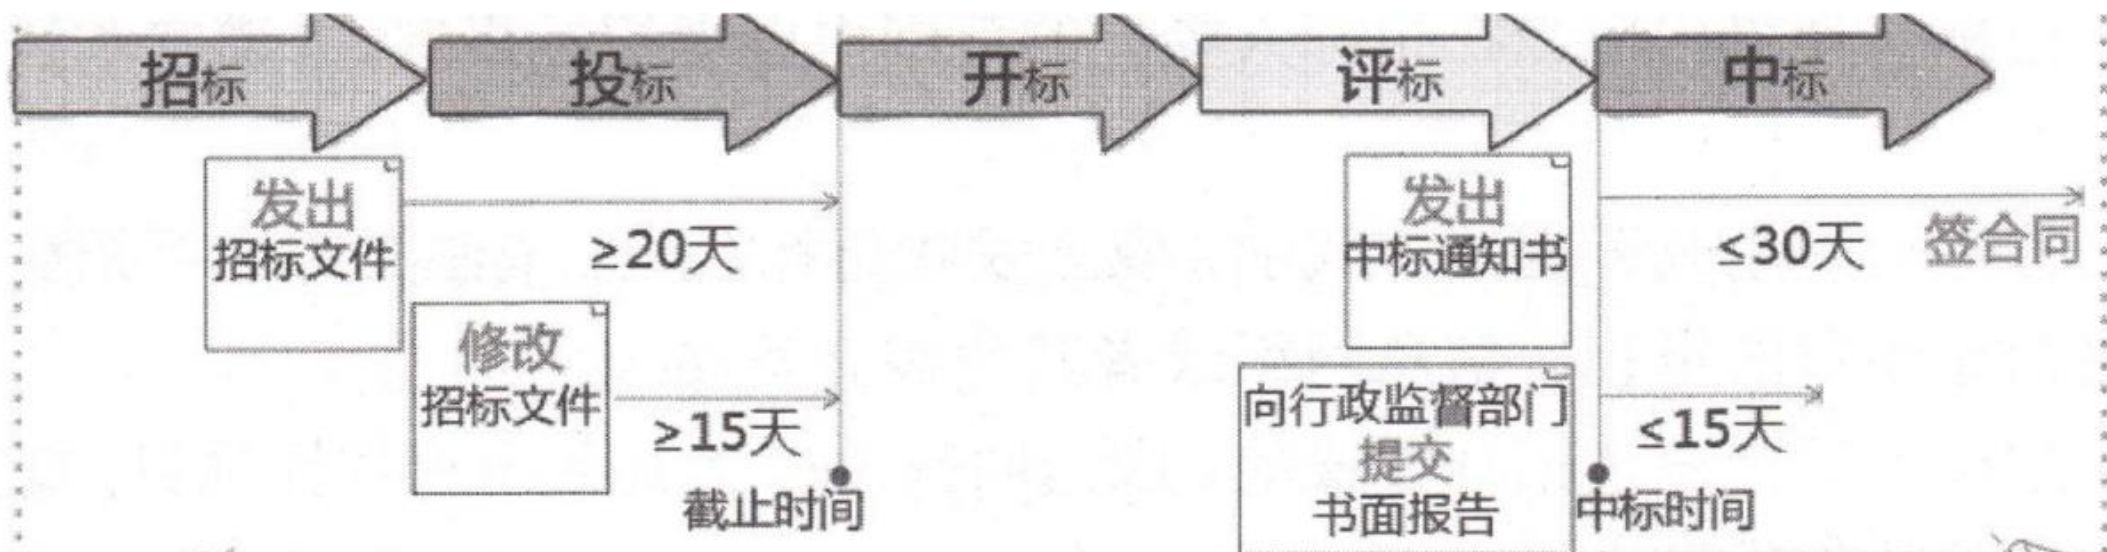 招标
投标
开标
评标
中标
发出
招标文件
≥20天
修改
招标文件
≥15天
截止时间
发出
中标通知书
≤30天
签合同
向行政监督部门
提交
书面报告
≤15天
中标时间